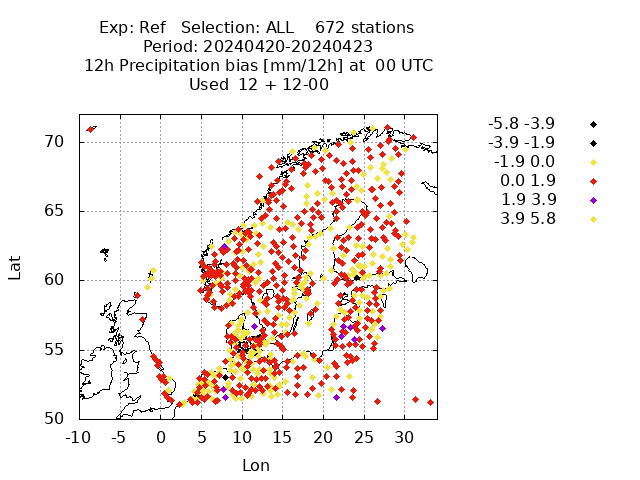 Exp: Ref   Selection: ALL    672 stations
Period: 20240420-20240423
12h Precipitation bias [mm/12h] at  00 UTC
Used  12 + 12-00
-5.8 -3.9
-3.9 -1.9
-1.9 0.0
0.0 1.9
1.9 3.9
3.9 5.8
70
65
60
55
50
Lat
-10 -5 0 5 10 15 20 25 30
Lon